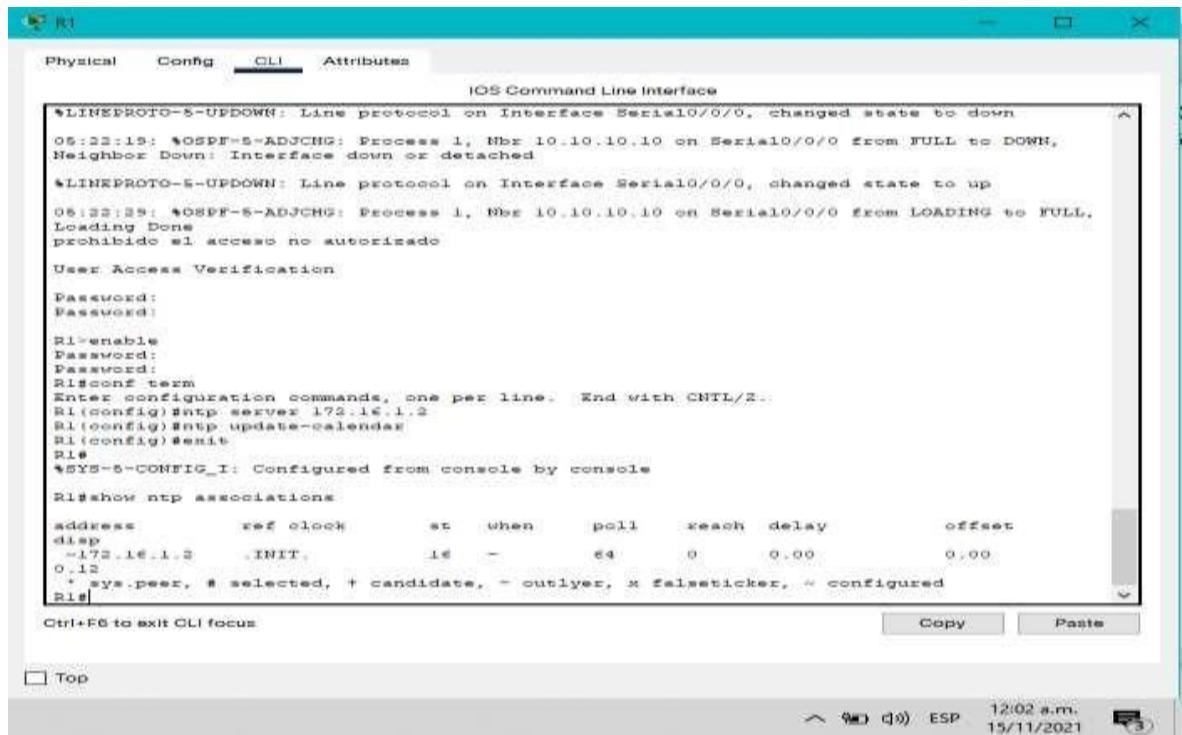 R1
Physical Config CLI Attributes
IOS Command Line Interface
%LINEPROTO-5-UPDOWN: Line protocol on Interface Serial0/0/0, changed state to down
05:22:19: %OSPF-5-ADJCHG: Process 1, Nbr 10.10.10.10 on Serial0/0/0 from FULL to DOWN,
Neighbor Down: Interface down or detached
%LINEPROTO-5-UPDOWN: Line protocol on Interface Serial0/0/0, changed state to up
05:22:29: %OSPF-5-ADJCHG: Process 1, Nbr 10.10.10.10 on Serial0/0/0 from LOADING to FULL,
Loading Done
prohibido el acceso no autorizado
User Access Verification
Password:
Password:
R1>enable
Password:
Password:
R1#conf term
Enter configuration commands, one per line. End with CNTL/Z.
R1(config)#ntp server 172.16.1.2
R1(config)#ntp update-calendar
R1(config)#exit
R1#
%SYS-5-CONFIG_I: Configured from console by console
R1#show ntp associations
address ref clock st when poll reach delay offset
disp
~172.16.1.2 .INIT. 16 - 64 0 0.00 0.00
0.12
* sys.peer, # selected, + candidate, - outlyer, x falseticker, ~ configured
R1#
Ctrl+F6 to exit CLI focus
Copy Paste
Top
ESP
12:02 a.m.
15/11/2021
3